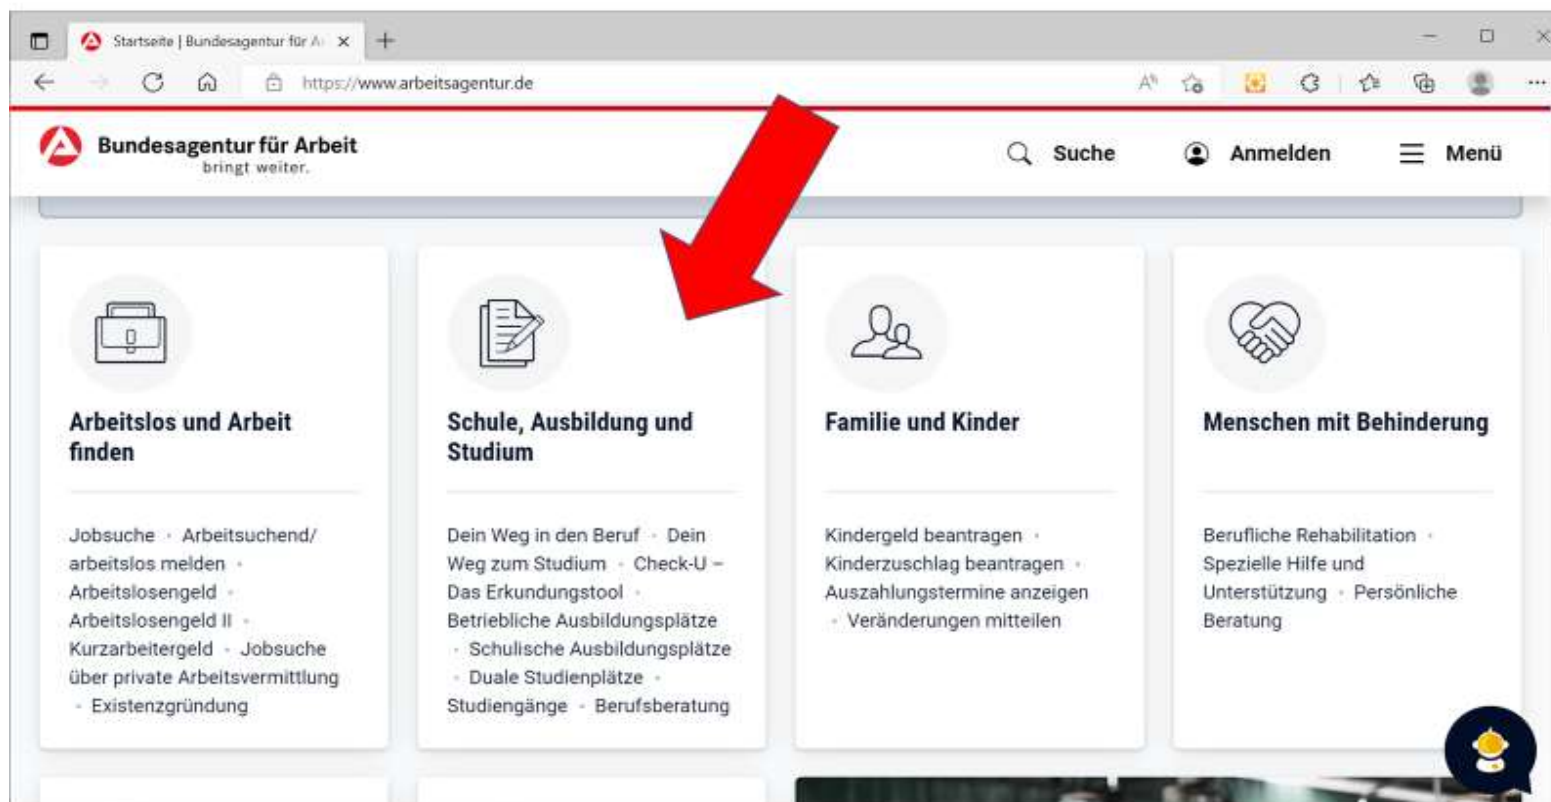 Startseite | Bundesagentur für A
https://www.arbeitsagentur.de
Bundesagentur für Arbeit
bringt weiter.
Suche
Anmelden
Menü
Arbeitslos und Arbeit
finden
Jobsuche · Arbeitsuchend/
arbeitslos melden ·
Arbeitslosengeld ·
Arbeitslosengeld II ·
Kurzarbeitergeld · Jobsuche
über private Arbeitsvermittlung
· Existenzgründung
Schule, Ausbildung und
Studium
Dein Weg in den Beruf · Dein
Weg zum Studium · Check-U –
Das Erkundungstool ·
Betriebliche Ausbildungsplätze
· Schulische Ausbildungsplätze
· Duale Studienplätze ·
Studiengänge · Berufsberatung
Familie und Kinder
Kindergeld beantragen ·
Kinderzuschlag beantragen ·
Auszahlungstermine anzeigen
· Veränderungen mitteilen
Menschen mit Behinderung
Berufliche Rehabilitation ·
Spezielle Hilfe und
Unterstützung · Persönliche
Beratung